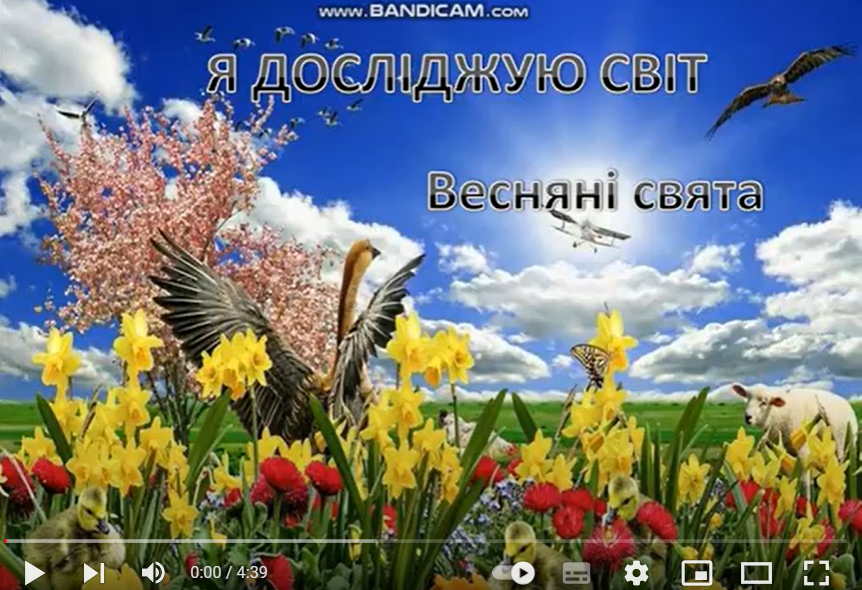 www.BANDICAM.com
Я ДОСЛІДЖУЮ СВІТ
Весняні свята
0:00 / 4:39